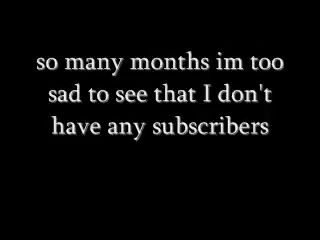 so many months im too
sad to see that I don't
have any subscribers